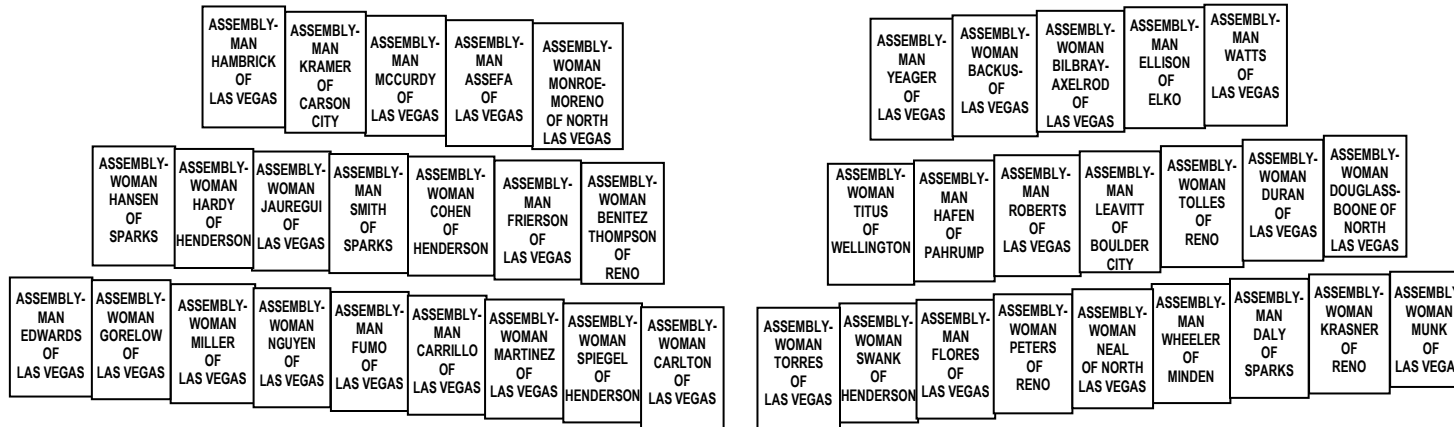 ASSEMBLY-
MAN
HAMBRICK
OF
LAS VEGAS
ASSEMBLY-
MAN
KRAMER
OF
CARSON
CITY
ASSEMBLY-
MAN
MCCURDY
OF
LAS VEGAS
ASSEMBLY-
MAN
ASSEFA
OF
LAS VEGAS
ASSEMBLY-
WOMAN
MONROE-
MORENO
OF NORTH
LAS VEGAS
ASSEMBLY-
MAN
YEAGER
OF
LAS VEGAS
ASSEMBLY-
WOMAN
BACKUS-
OF
LAS VEGAS
ASSEMBLY-
WOMAN
BILBRAY-
AXELROD
OF
LAS VEGAS
ASSEMBLY-
MAN
ELLISON
OF
ELKO
ASSEMBLY-
MAN
WATTS
OF
LAS VEGAS
ASSEMBLY-
WOMAN
HANSEN
OF
SPARKS
ASSEMBLY-
WOMAN
HARDY
OF
HENDERSON
ASSEMBLY-
WOMAN
JAUREGUI
OF
LAS VEGAS
ASSEMBLY-
MAN
SMITH
OF
SPARKS
ASSEMBLY-
WOMAN
COHEN
OF
HENDERSON
ASSEMBLY-
MAN
FRIERSON
OF
LAS VEGAS
ASSEMBLY-
WOMAN
BENITEZ
THOMPSON
OF
RENO
ASSEMBLY-
WOMAN
TITUS
OF
WELLINGTON
ASSEMBLY-
MAN
HAFEN
OF
PAHRUMP
ASSEMBLY-
MAN
ROBERTS
OF
LAS VEGAS
ASSEMBLY-
MAN
LEAVITT
OF
BOULDER
CITY
ASSEMBLY-
WOMAN
TOLLES
OF
RENO
ASSEMBLY-
WOMAN
DURAN
OF
LAS VEGAS
ASSEMBLY-
WOMAN
DOUGLASS-
BOONE OF
NORTH
LAS VEGAS
ASSEMBLY-
MAN
EDWARDS
OF
LAS VEGAS
ASSEMBLY-
WOMAN
GORELOW
OF
LAS VEGAS
ASSEMBLY-
WOMAN
MILLER
OF
LAS VEGAS
ASSEMBLY-
WOMAN
NGUYEN
OF
LAS VEGAS
ASSEMBLY-
MAN
FUMO
OF
LAS VEGAS
ASSEMBLY-
MAN
CARRILLO
OF
LAS VEGAS
ASSEMBLY-
WOMAN
MARTINEZ
OF
LAS VEGAS
ASSEMBLY-
WOMAN
SPIEGEL
OF
HENDERSON
ASSEMBLY-
WOMAN
CARLTON
OF
LAS VEGAS
ASSEMBLY-
WOMAN
TORRES
OF
LAS VEGAS
ASSEMBLY-
WOMAN
SWANK
OF
HENDERSON
ASSEMBLY-
MAN
FLORES
OF
LAS VEGAS
ASSEMBLY-
WOMAN
PETERS
OF
RENO
ASSEMBLY-
WOMAN
NEAL
OF NORTH
LAS VEGAS
ASSEMBLY-
MAN
WHEELER
OF
MINDEN
ASSEMBLY-
MAN
DALY
OF
SPARKS
ASSEMBLY-
WOMAN
KRASNER
OF
RENO
ASSEMBLY
WOMAN
MUNK
OF
LAS VEGA